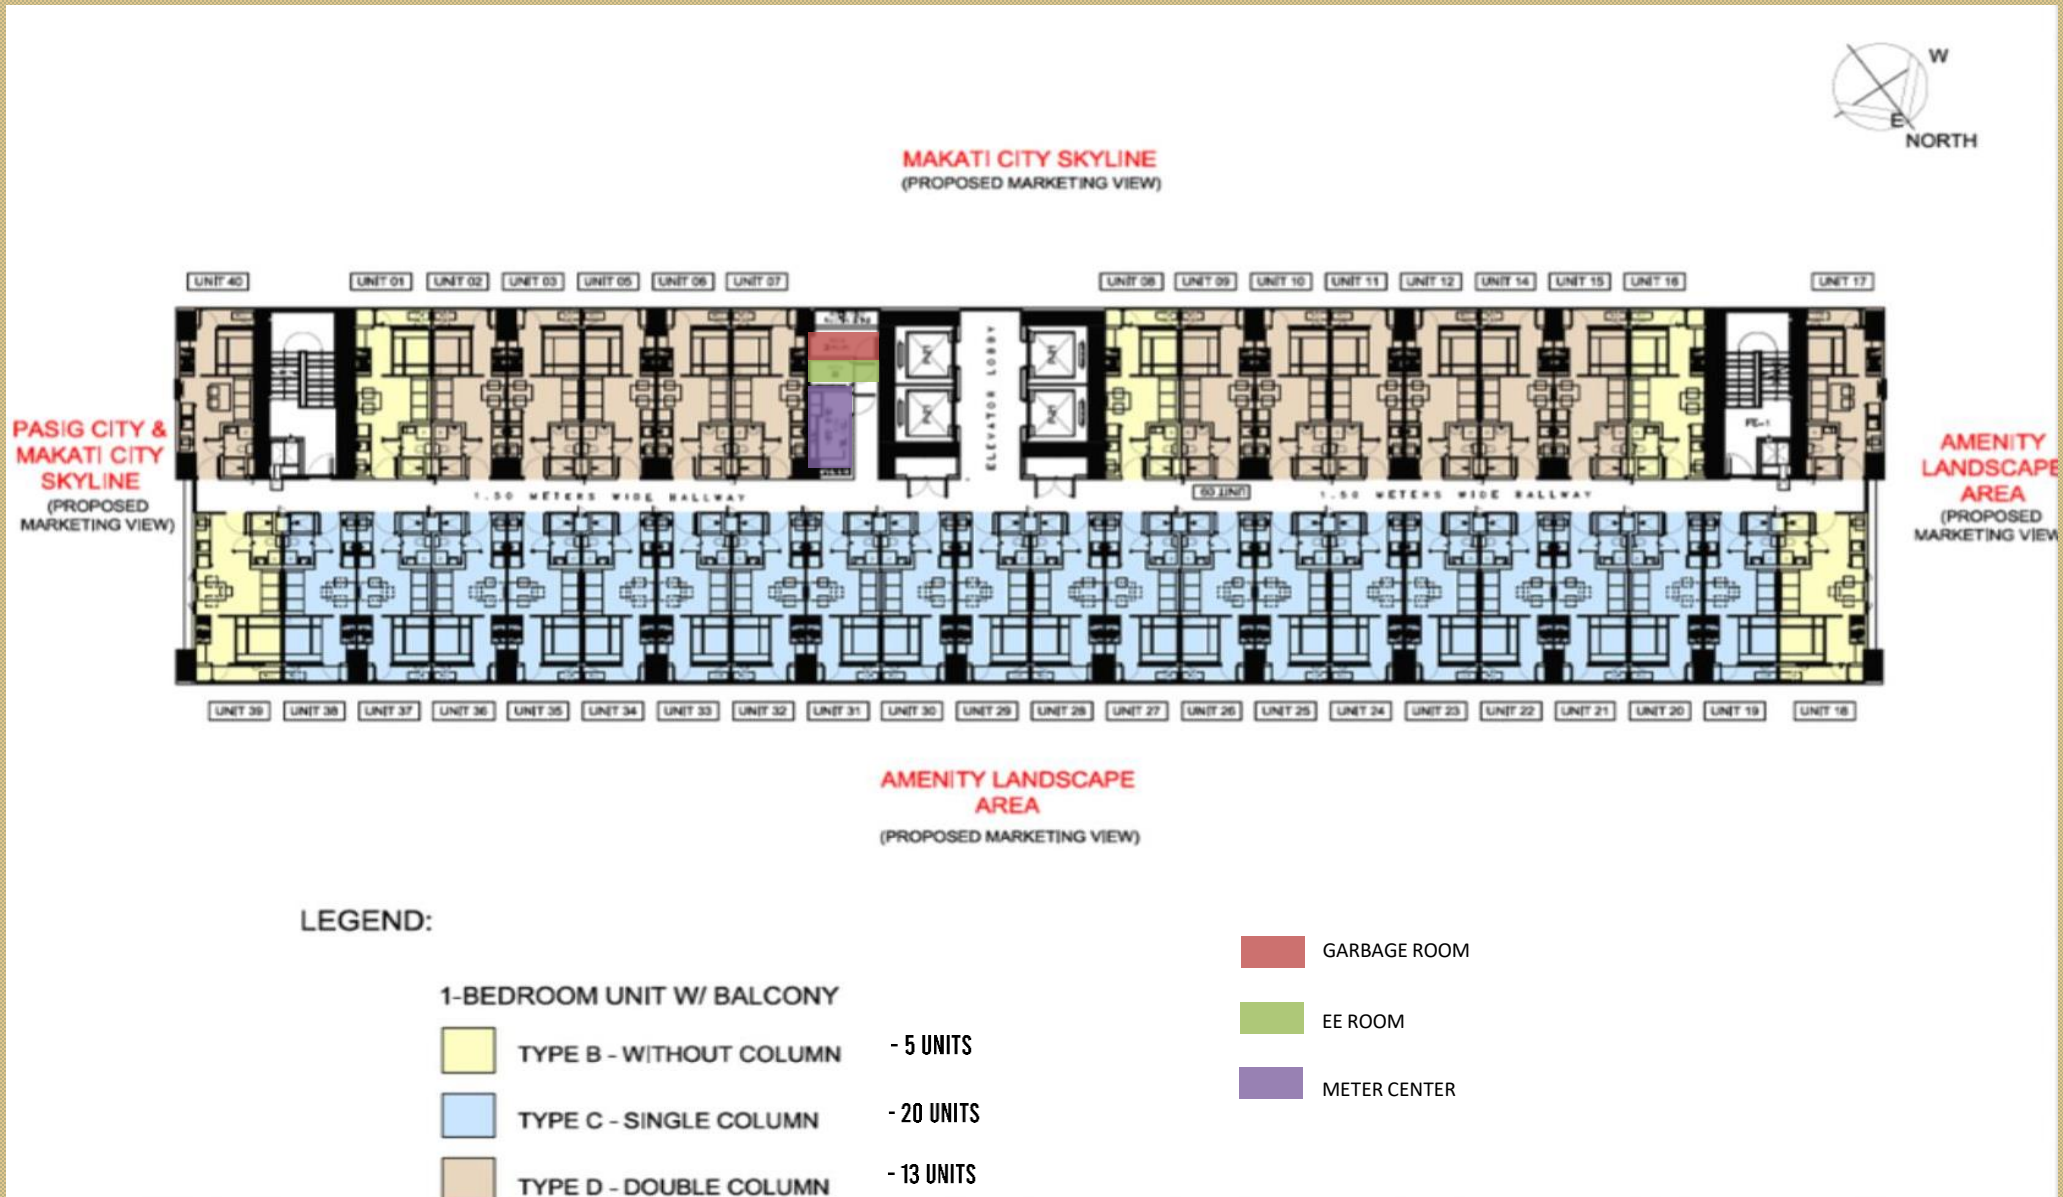 W
E
NORTH
MAKATI CITY SKYLINE
(PROPOSED MARKETING VIEW)
UNIT 40
UNIT 01
UNIT 02
UNIT 03
UNIT 05
UNIT 06
UNIT 07
UNIT 08
UNIT 09
UNIT 10
UNIT 11
UNIT 12
UNIT 14
UNIT 15
UNIT 16
UNIT 17
PASIG CITY &
MAKATI CITY
SKYLINE
(PROPOSED
MARKETING VIEW)
ELEVATOR LOBBY
FE-1
AMENITY
LANDSCAPE
AREA
(PROPOSED
MARKETING VIEW
1.50 METERS WIDE HALLWAY
UNIT 09
1.50 METERS WIDE HALLWAY
UNIT 39
UNIT 38
UNIT 37
UNIT 36
UNIT 35
UNIT 34
UNIT 33
UNIT 32
UNIT 31
UNIT 30
UNIT 29
UNIT 28
UNIT 27
UNIT 26
UNIT 25
UNIT 24
UNIT 23
UNIT 22
UNIT 21
UNIT 20
UNIT 19
UNIT 18
AMENITY LANDSCAPE
AREA
(PROPOSED MARKETING VIEW)
LEGEND:
1-BEDROOM UNIT W/ BALCONY
TYPE B - WITHOUT COLUMN - 5 UNITS
TYPE C - SINGLE COLUMN - 20 UNITS
TYPE D - DOUBLE COLUMN - 13 UNITS
GARBAGE ROOM
EE ROOM
METER CENTER